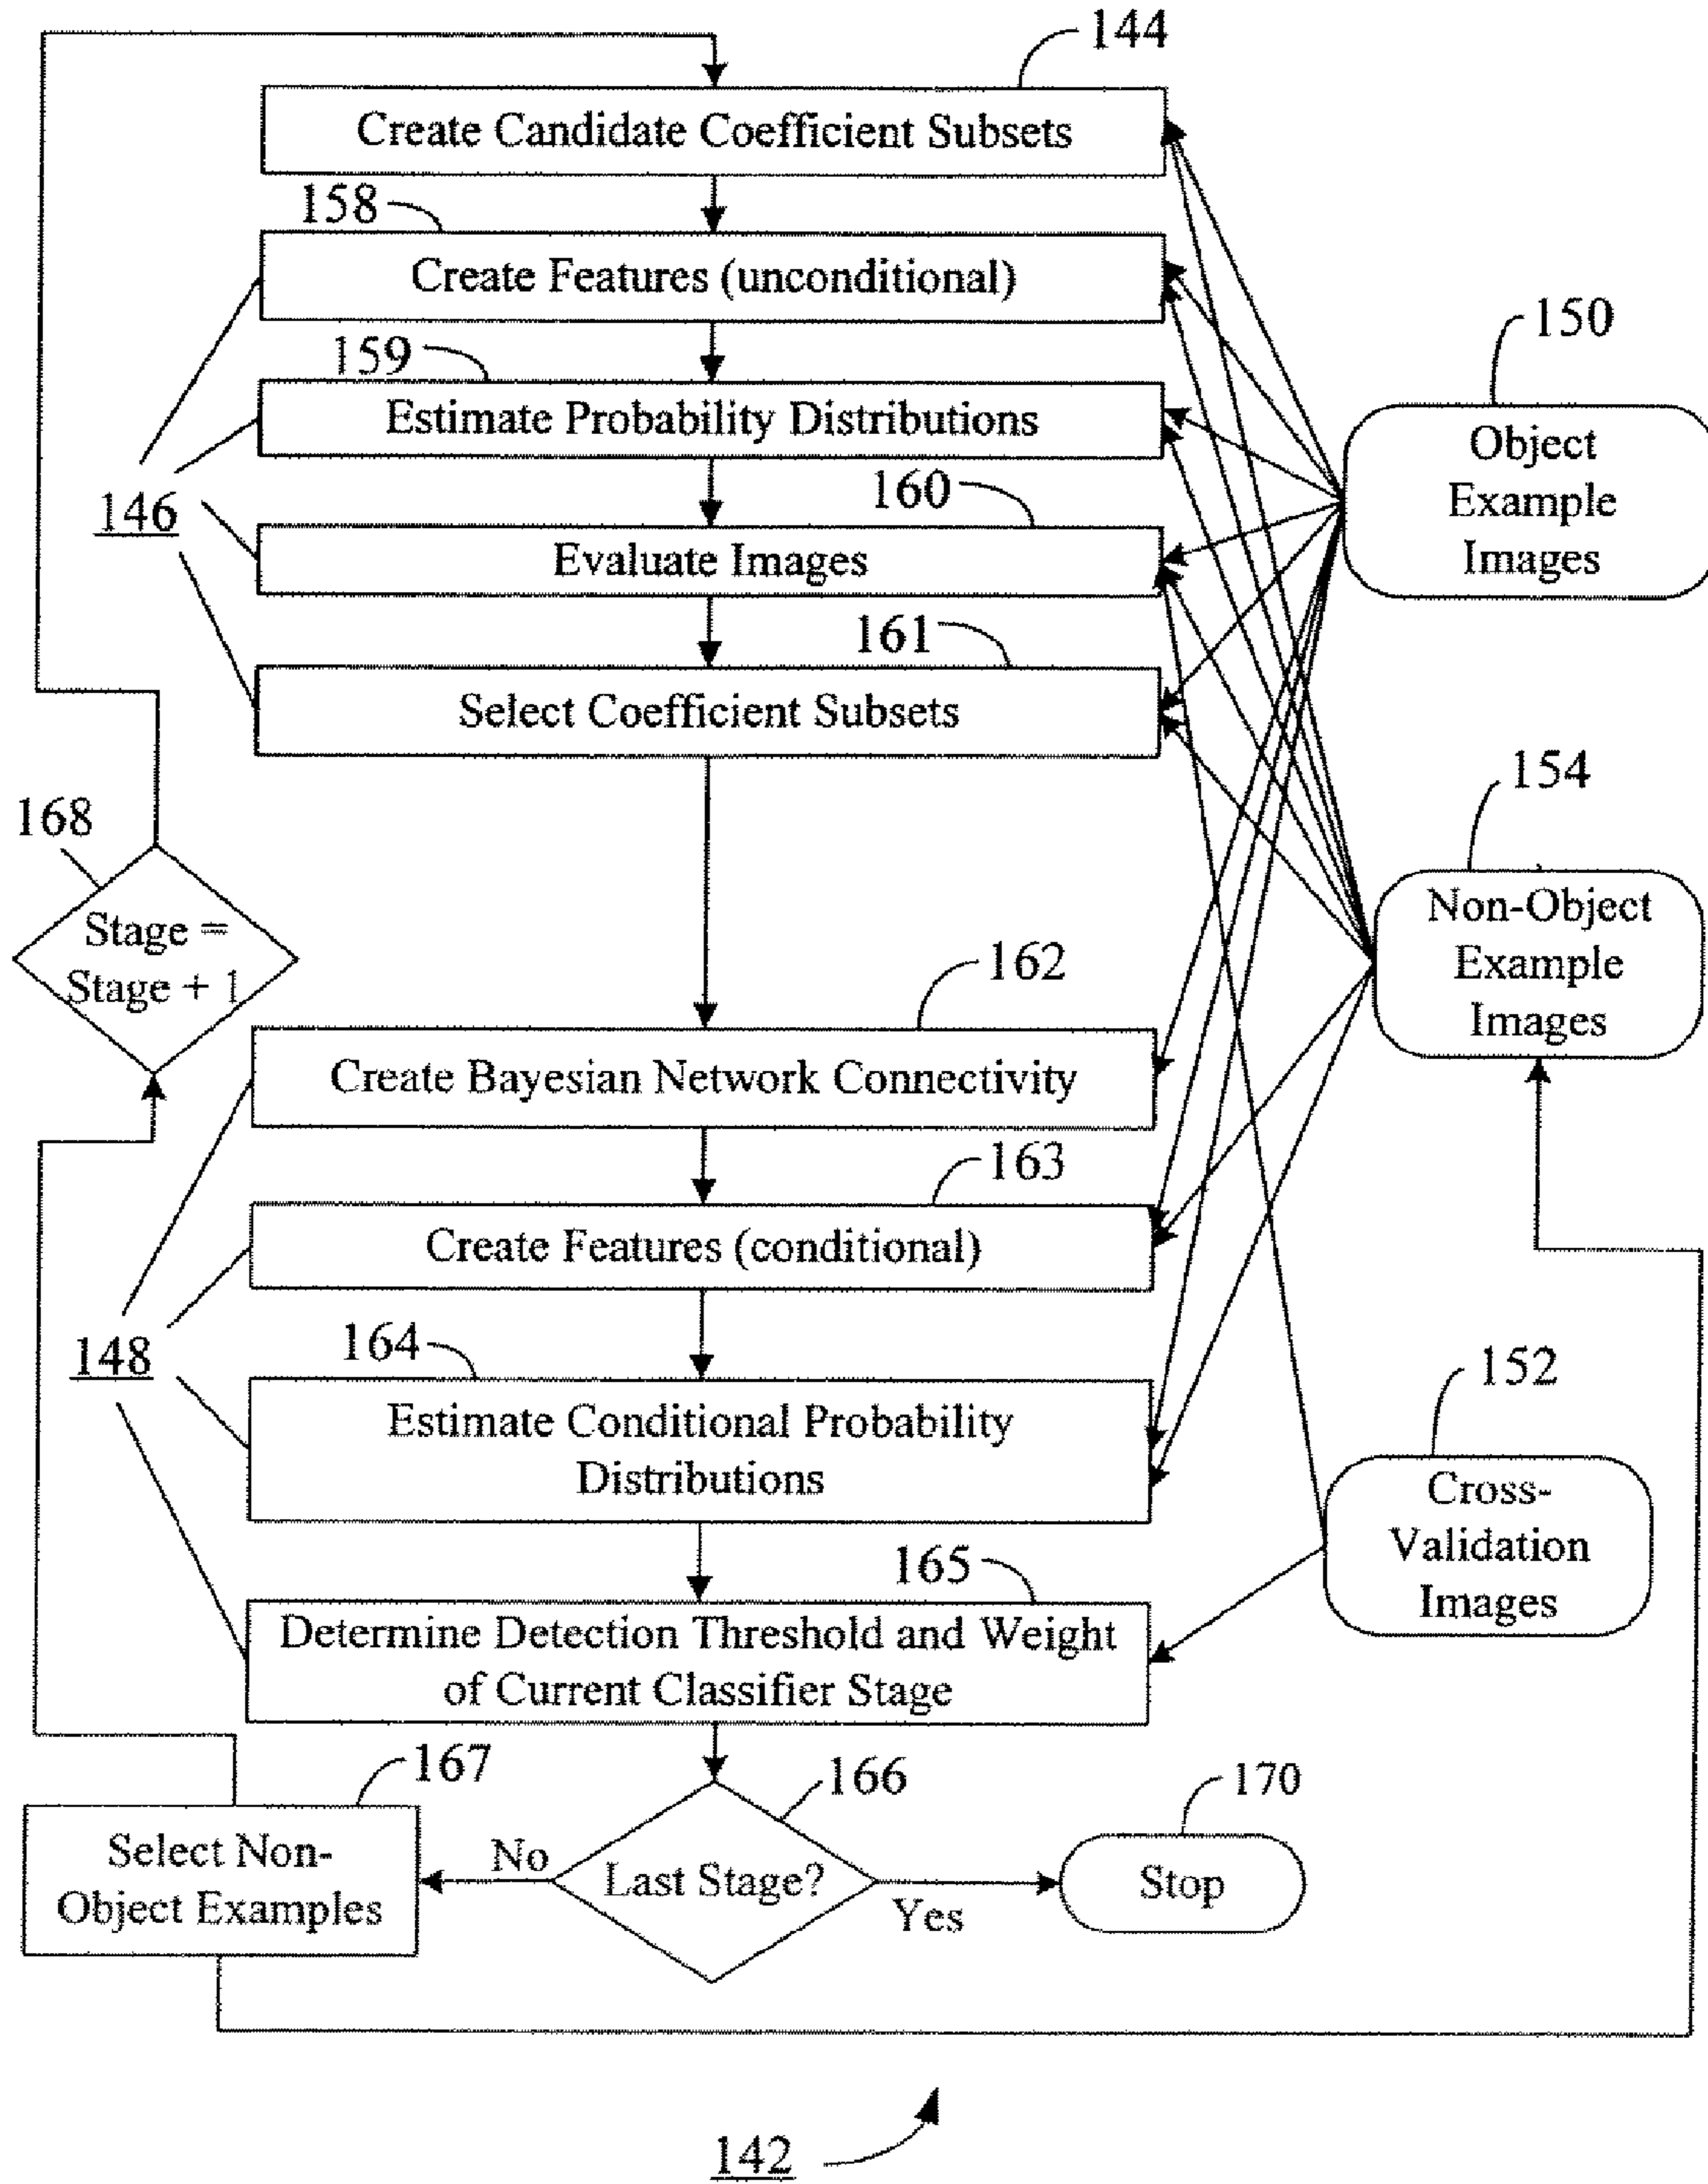 144
Create Candidate Coefficient Subsets
158
Create Features (unconditional)
159
Estimate Probability Distributions
146
160
Evaluate Images
161
Select Coefficient Subsets
150
Object
Example
Images
154
Non-Object
Example
Images
168
Stage =
Stage + 1
162
Create Bayesian Network Connectivity
163
Create Features (conditional)
148
164
Estimate Conditional Probability
Distributions
152
Cross-
Validation
Images
165
Determine Detection Threshold and Weight
of Current Classifier Stage
167
Select Non-
Object Examples
No
166
Last Stage?
Yes
170
Stop
142